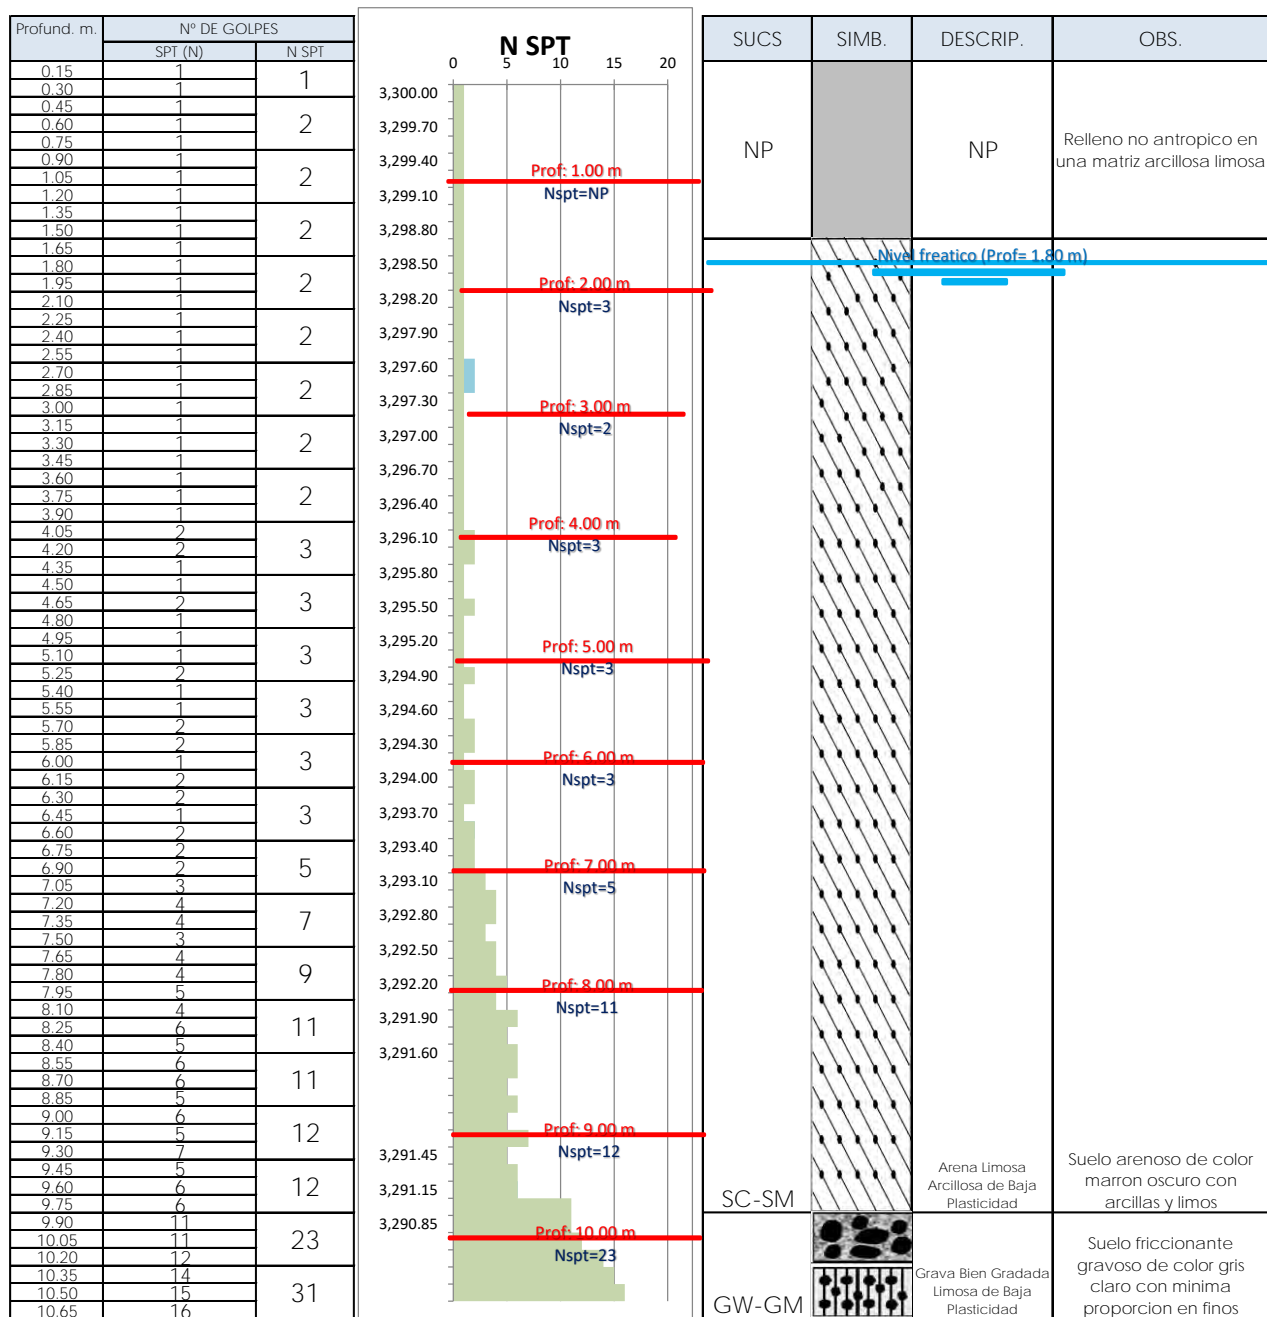 Profund. m. Nº DE GOLPES
SPT (N) N SPT
0.15 1
0.30 1
1
0.45 1
0.60 1
0.75 1
2
0.90 1
1.05 1
1.20 1
2
1.35 1
1.50 1
1.65 1
2
1.80 1
1.95 1
2.10 1
2
2.25 1
2.40 1
2.55 1
2
2.70 1
2.85 1
3.00 1
2
3.15 1
3.30 1
3.45 1
2
3.60 1
3.75 1
3.90 1
2
4.05 2
4.20 2
4.35 1
3
4.50 1
4.65 2
4.80 1
3
4.95 1
5.10 1
5.25 2
3
5.40 1
5.55 1
5.70 2
3
5.85 2
6.00 1
6.15 2
3
6.30 2
6.45 1
6.60 2
3
6.75 2
6.90 2
7.05 3
5
7.20 4
7.35 4
7.50 3
7
7.65 4
7.80 4
7.95 5
9
8.10 4
8.25 6
8.40 5
11
8.55 6
8.70 6
8.85 5
11
9.00 6
9.15 5
9.30 7
12
9.45 5
9.60 6
9.75 6
12
9.90 11
10.05 11
10.20 12
23
10.35 14
10.50 15
10.65 16
31
N SPT
0 5 10 15 20
3,300.00
3,299.70
3,299.40
3,299.10
3,298.80
3,298.50
3,298.20
3,297.90
3,297.60
3,297.30
3,297.00
3,296.70
3,296.40
3,296.10
3,295.80
3,295.50
3,295.20
3,294.90
3,294.60
3,294.30
3,294.00
3,293.70
3,293.40
3,293.10
3,292.80
3,292.50
3,292.20
3,291.90
3,291.60
3,291.45
3,291.15
3,290.85
Prof: 1.00 m
Nspt=NP
Prof: 2.00 m
Nspt=3
Prof: 3.00 m
Nspt=2
Prof: 4.00 m
Nspt=3
Prof: 5.00 m
Nspt=3
Prof: 6.00 m
Nspt=3
Prof: 7.00 m
Nspt=5
Prof: 8.00 m
Nspt=11
Prof: 9.00 m
Nspt=12
Prof: 10.00 m
Nspt=23
SUCS SIMB. DESCRIP. OBS.
NP
NP
Relleno no antropico en
una matriz arcillosa limosa
Nivel freatico (Prof= 1.80 m)
SC-SM
Arena Limosa
Arcillosa de Baja
Plasticidad
Suelo arenoso de color
marron oscuro con
arcillas y limos
GW-GM
Grava Bien Gradada
Limosa de Baja
Plasticidad
Suelo friccionante
gravoso de color gris
claro con minima
proporcion en finos